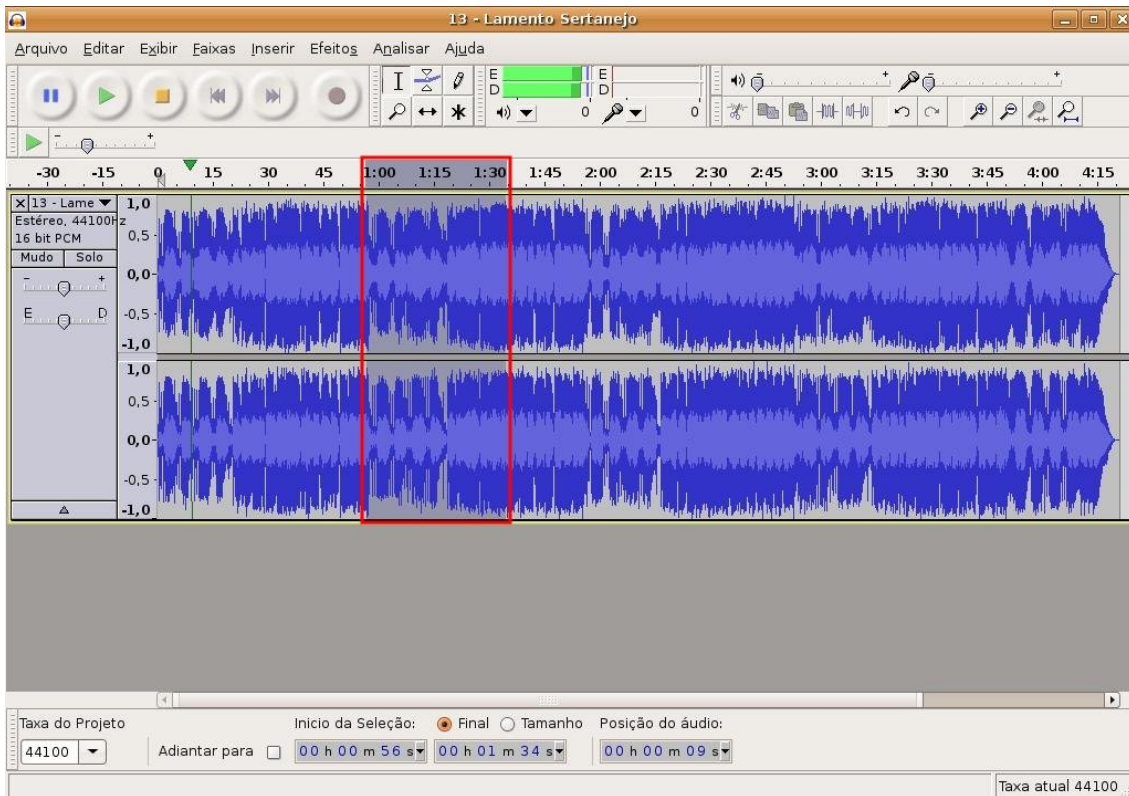 13 - Lamento Sertanejo
Arquivo Editar Exibir Faixas Inserir Efeitos Analisar Ajuda
E
D
0
E
D
0
- +
-30 -15 0 15 30 45 1:00 1:15 1:30 1:45 2:00 2:15 2:30 2:45 3:00 3:15 3:30 3:45 4:00 4:15
13 - Lame
Estéreo, 44100Hz
16 bit PCM
Mudo Solo
- +
E D
1,0
0,5
0,0
-0,5
-1,0
1,0
0,5
0,0
-0,5
-1,0
Taxa do Projeto Inicio da Seleção: Final Tamanho Posição do áudio:
44100 Adiantar para 00 h 00 m 56 s 00 h 01 m 34 s 00 h 00 m 09 s
Taxa atual 44100